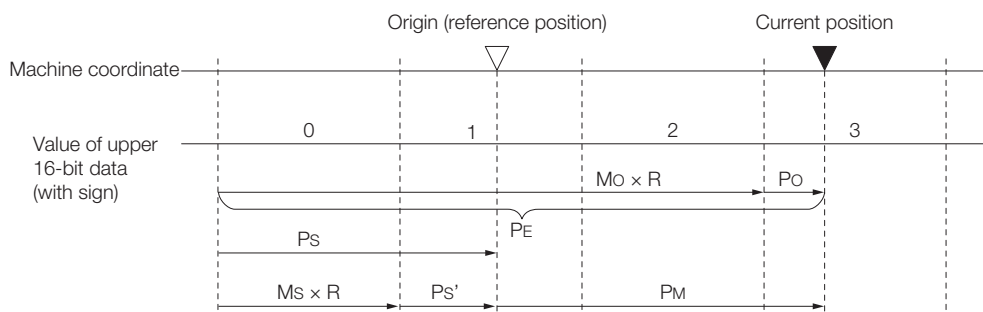 Origin (reference position) Current position
Machine coordinate
0 1 2 3
Value of upper
16-bit data
(with sign)
MO × R PO
PE
PS
MS × R PS' PM